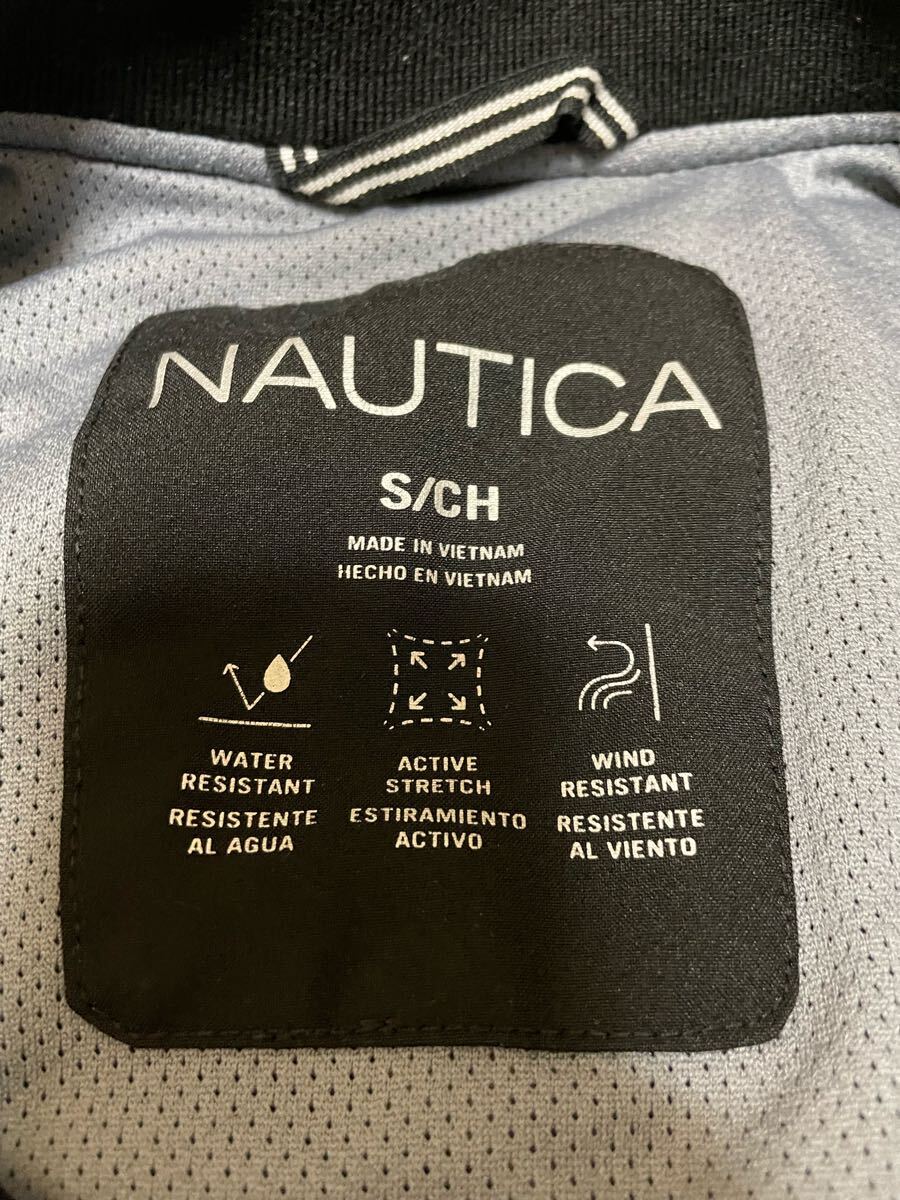 NAUTICA
S/CH
MADE IN VIETNAM
HECHO EN VIETNAM
WATER
RESISTANT
RESISTENTE
AL AGUA
ACTIVE
STRETCH
ESTIRAMIENTO
ACTIVO
WIND
RESISTANT
RESISTENTE
AL VIENTO